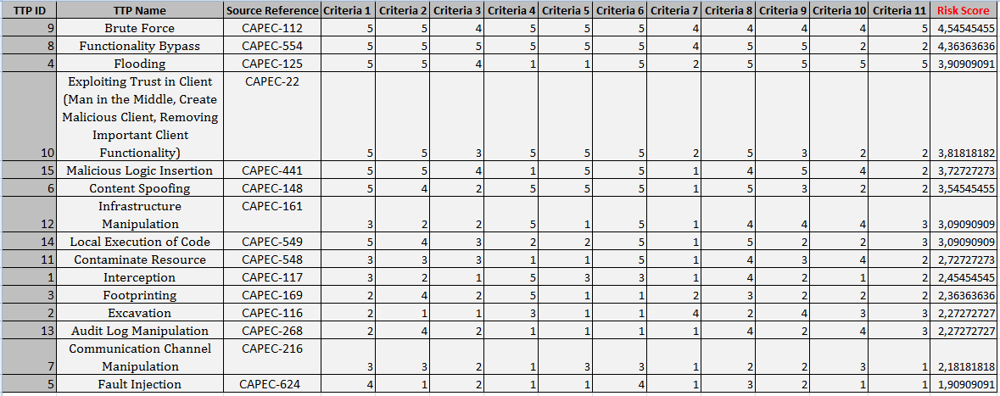 TTP ID TTP Name Source Reference Criteria 1 Criteria 2 Criteria 3 Criteria 4 Criteria 5 Criteria 6 Criteria 7 Criteria 8 Criteria 9 Criteria 10 Criteria 11 Risk Score
9 Brute Force CAPEC-112 5 5 4 5 5 5 4 4 4 4 5 4,54545455
8 Functionality Bypass CAPEC-554 5 5 5 5 5 5 4 5 5 2 2 4,36363636
4 Flooding CAPEC-125 5 5 4 1 1 5 2 5 5 5 5 3,90909091
Exploiting Trust in Client CAPEC-22
(Man in the Middle, Create
Malicious Client, Removing
Important Client
10 Functionality) 5 5 3 5 5 5 2 5 3 2 2 3,81818182
15 Malicious Logic Insertion CAPEC-441 5 5 4 1 5 5 1 4 5 4 2 3,72727273
6 Content Spoofing CAPEC-148 5 4 2 5 5 5 1 5 3 2 2 3,54545455
Infrastructure CAPEC-161
12 Manipulation 3 2 2 5 1 5 1 4 4 4 3 3,09090909
14 Local Execution of Code CAPEC-549 5 4 3 2 2 5 1 5 2 2 3 3,09090909
11 Contaminate Resource CAPEC-548 3 3 3 1 1 5 1 4 3 4 2 2,72727273
1 Interception CAPEC-117 3 2 1 5 3 3 1 4 2 1 2 2,45454545
3 Footprinting CAPEC-169 2 4 2 5 1 1 2 3 2 2 2 2,36363636
2 Excavation CAPEC-116 2 1 1 3 1 1 4 2 4 3 3 2,27272727
13 Audit Log Manipulation CAPEC-268 2 4 2 1 1 1 1 4 2 4 3 2,27272727
Communication Channel CAPEC-216
7 Manipulation 3 3 2 1 3 3 1 2 2 3 1 2,18181818
5 Fault Injection CAPEC-624 4 1 2 1 1 4 1 3 2 1 1 1,90909091